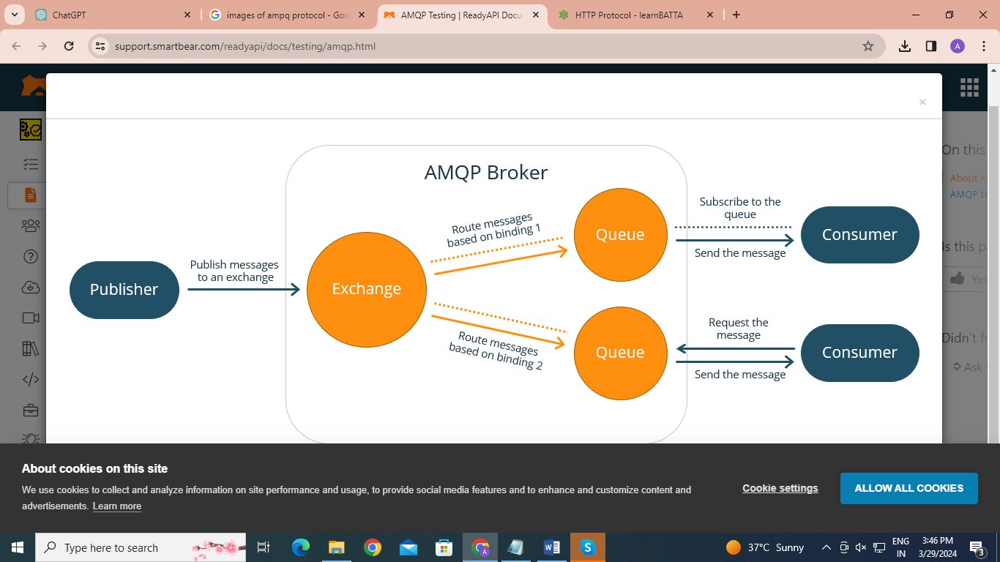 ChatGPT
images of ampq protocol - Goo
AMQP Testing | ReadyAPI Docu
HTTP Protocol - learnBATTA
support.smartbear.com/readyapi/docs/testing/amqp.html
A
×
On this
About A
AMQP te
Is this p
Yes
Didn't fi
Ask
AMQP Broker
Publisher
Publish messages
to an exchange
Exchange
Route messages
based on binding 1
Queue
Subscribe to the
queue
Send the message
Consumer
Route messages
based on binding 2
Queue
Request the
message
Send the message
Consumer
About cookies on this site
We use cookies to collect and analyze information on site performance and usage, to provide social media features and to enhance and customize content and
advertisements. Learn more
Cookie settings
ALLOW ALL COOKIES
Type here to search
37°C Sunny
ENG
IN
3:46 PM
3/29/2024
3